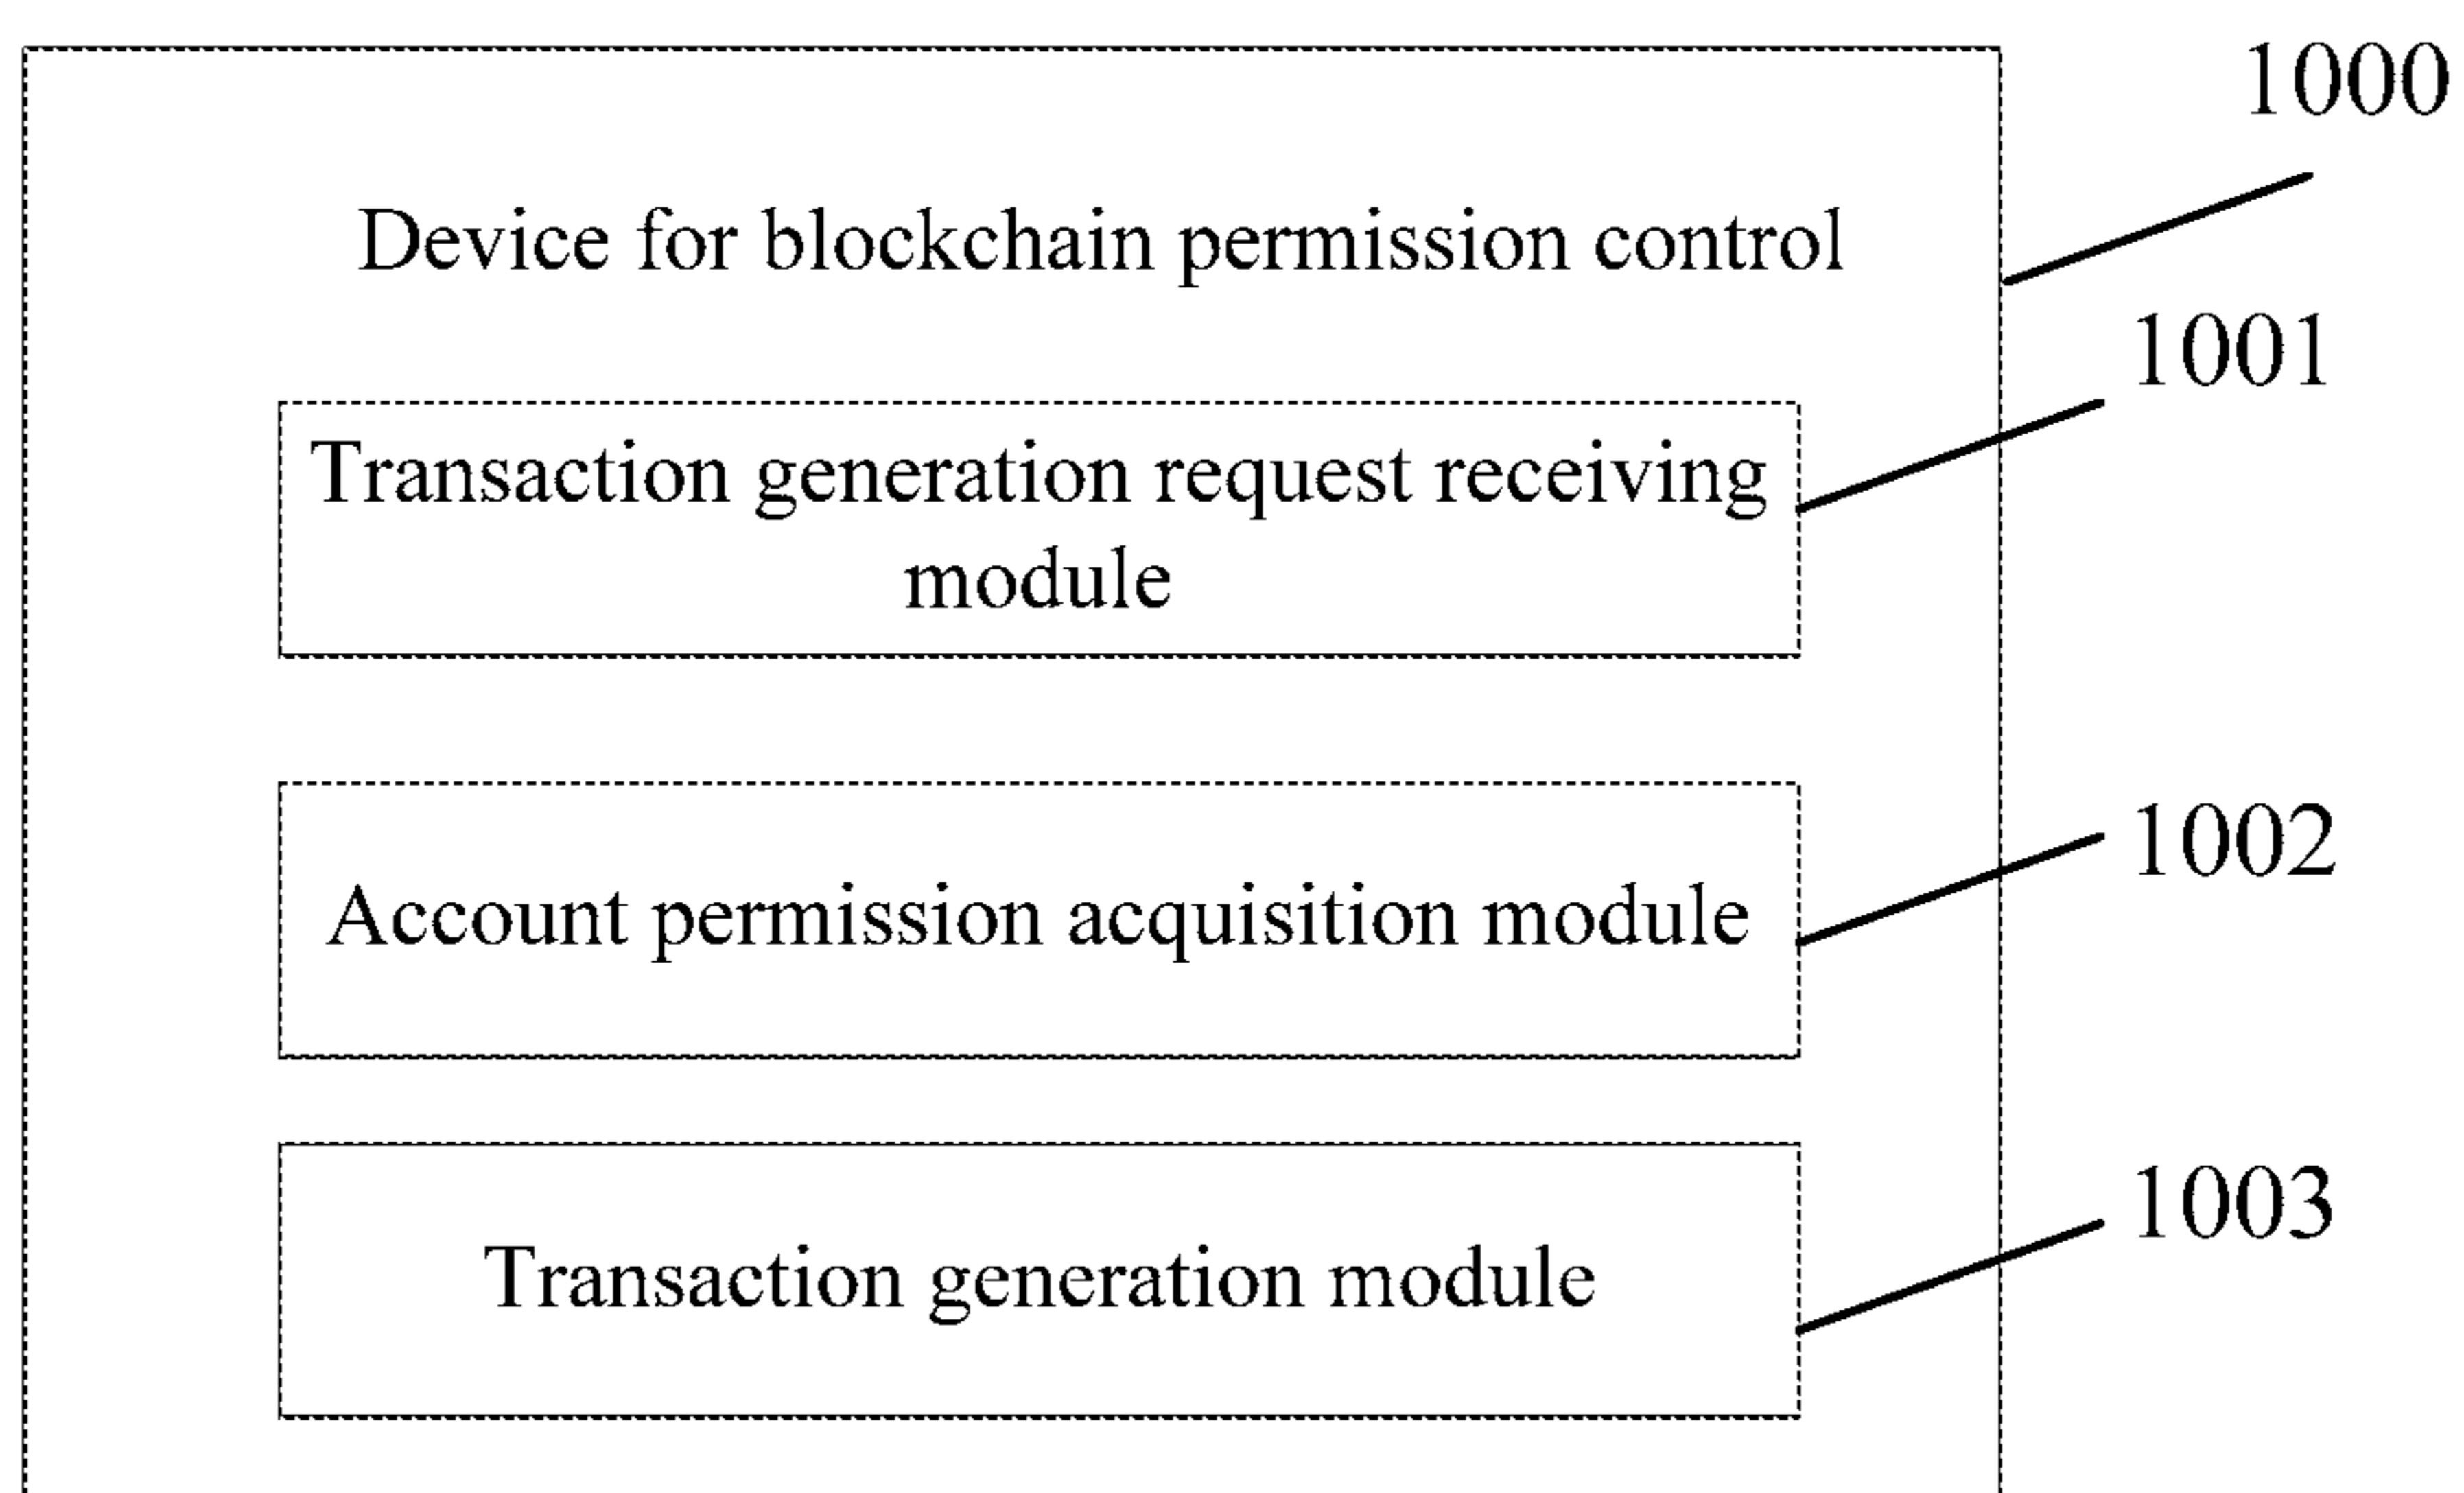 1000
Device for blockchain permission control
1001
Transaction generation request receiving
module
1002
Account permission acquisition module
1003
Transaction generation module